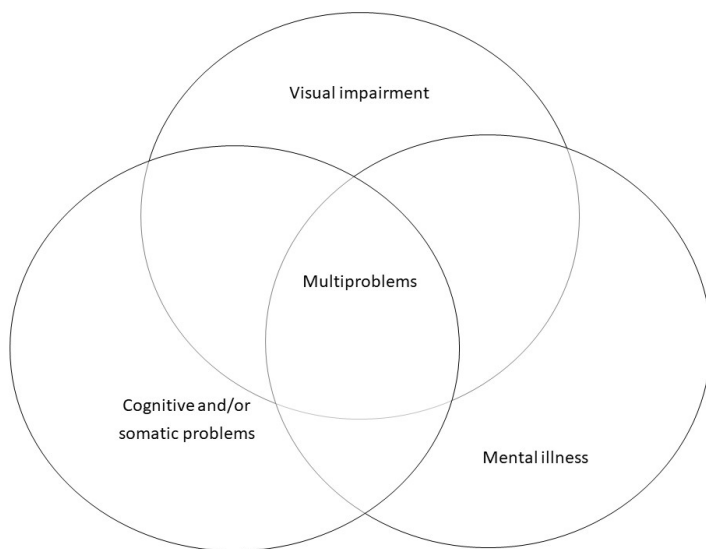 Visual impairment
Multiproblems
Cognitive and/or
somatic problems
Mental illness